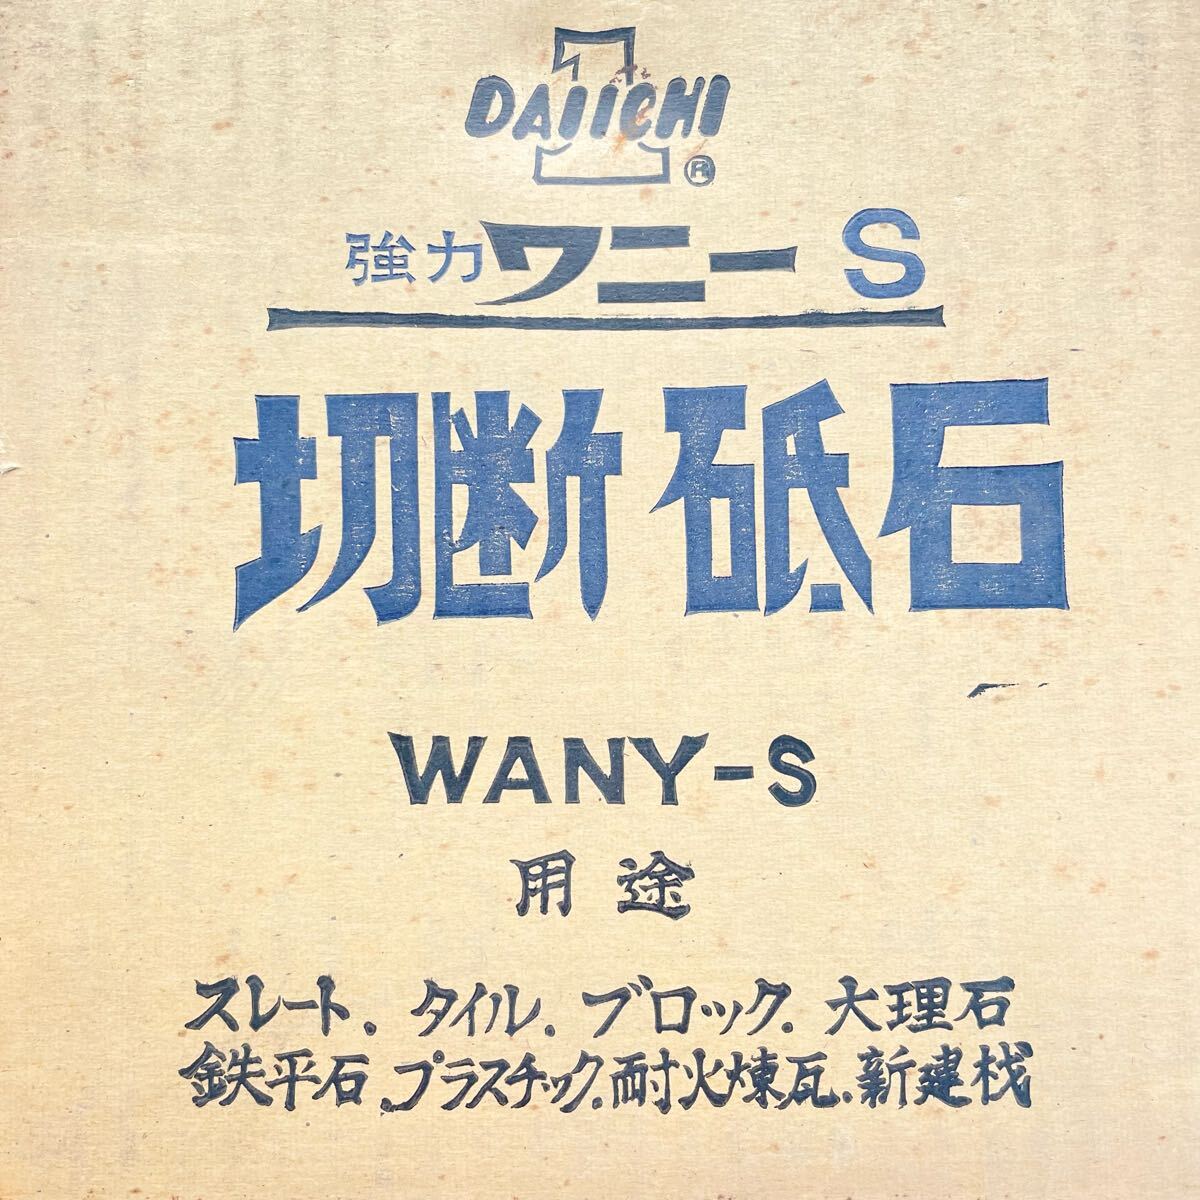 DAIICHI
®
強力ワニーS
切断砥石
WANY-S
用途
スレート. タイル. ブロック. 大理石
鉄平石.プラスチック.耐火煉瓦.新建材